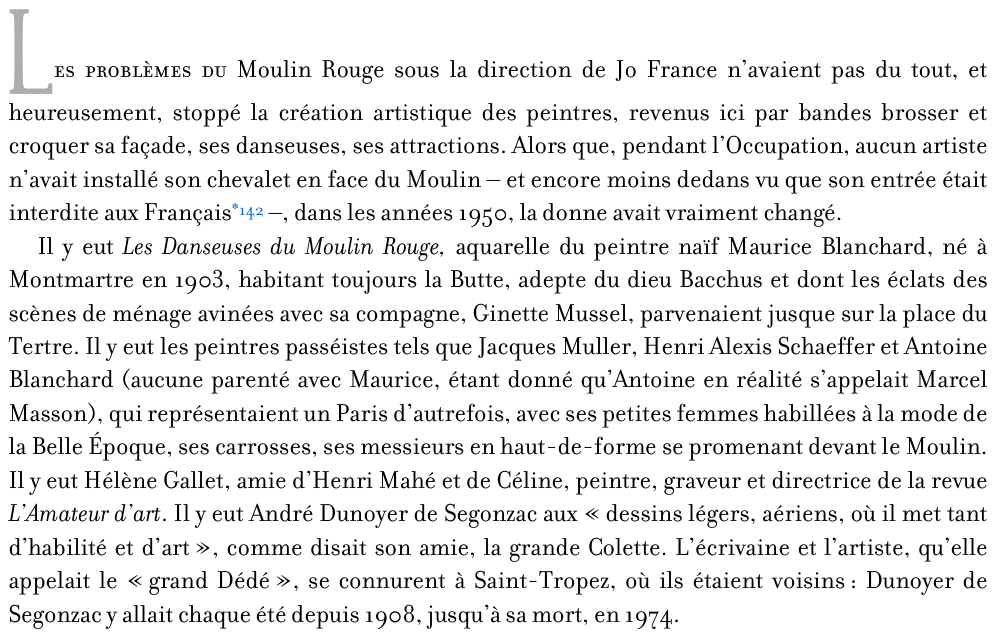 LES PROBLÈMES DU Moulin Rouge sous la direction de Jo France n’avaient pas du tout, et
heureusement, stoppé la création artistique des peintres, revenus ici par bandes brosser et
croquer sa façade, ses danseuses, ses attractions. Alors que, pendant l’Occupation, aucun artiste
n’avait installé son chevalet en face du Moulin – et encore moins dedans vu que son entrée était
interdite aux Français*142 –, dans les années 1950, la donne avait vraiment changé.
Il y eut Les Danseuses du Moulin Rouge, aquarelle du peintre naïf Maurice Blanchard, né à
Montmartre en 1903, habitant toujours la Butte, adepte du dieu Bacchus et dont les éclats des
scènes de ménage avinées avec sa compagne, Ginette Mussel, parvenaient jusque sur la place du
Tertre. Il y eut les peintres passéistes tels que Jacques Muller, Henri Alexis Schaeffer et Antoine
Blanchard (aucune parenté avec Maurice, étant donné qu’Antoine en réalité s’appelait Marcel
Masson), qui représentaient un Paris d’autrefois, avec ses petites femmes habillées à la mode de
la Belle Époque, ses carrosses, ses messieurs en haut-de-forme se promenant devant le Moulin.
Il y eut Hélène Gallet, amie d’Henri Mahé et de Céline, peintre, graveur et directrice de la revue
L’Amateur d’art. Il y eut André Dunoyer de Segonzac aux « dessins légers, aériens, où il met tant
d’habilité et d’art », comme disait son amie, la grande Colette. L’écrivaine et l’artiste, qu’elle
appelait le « grand Dédé », se connurent à Saint-Tropez, où ils étaient voisins : Dunoyer de
Segonzac y allait chaque été depuis 1908, jusqu’à sa mort, en 1974.